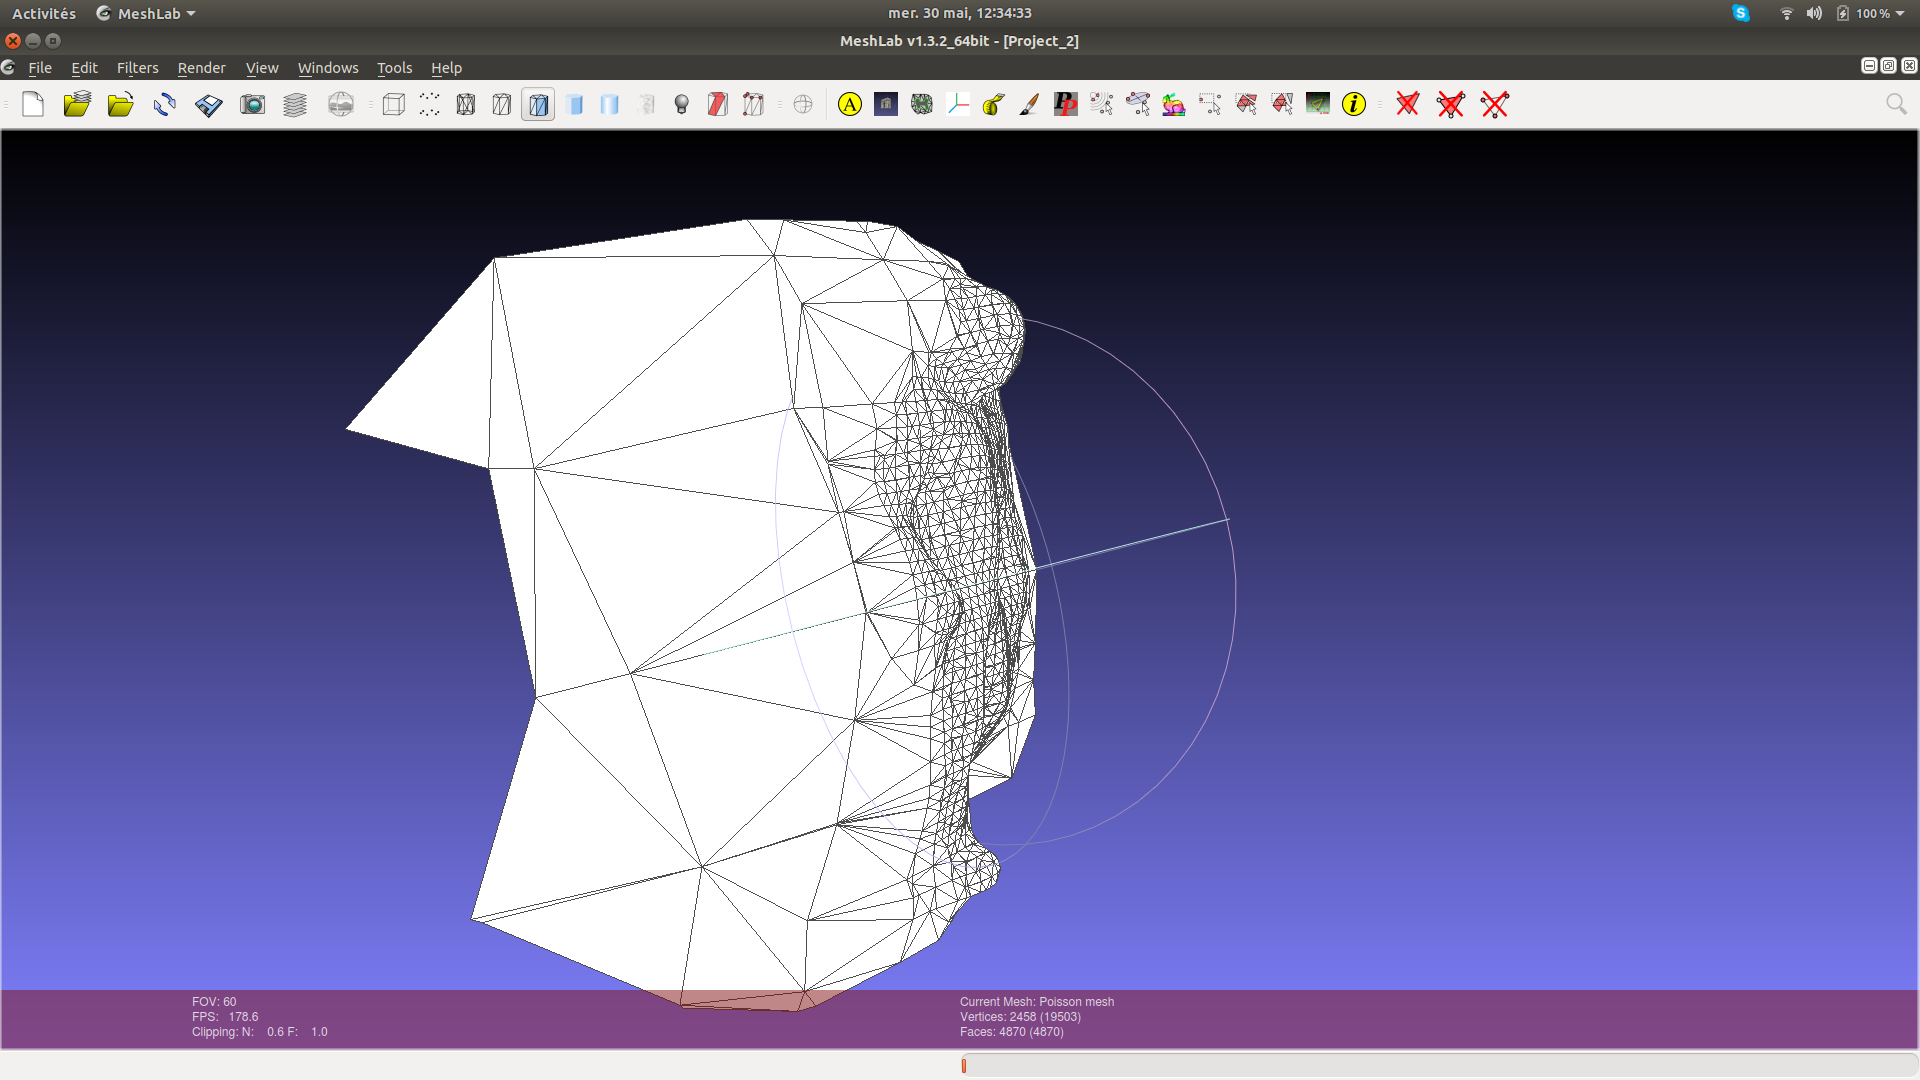 Activités MeshLab mer. 30 mai, 12:34:33 100 %
MeshLab v1.3.2_64bit - [Project_2]
File Edit Filters Render View Windows Tools Help
A PP i
FOV: 60
FPS: 178.6
Clipping: N: 0.6 F: 1.0
Current Mesh: Poisson mesh
Vertices: 2458 (19503)
Faces: 4870 (4870)